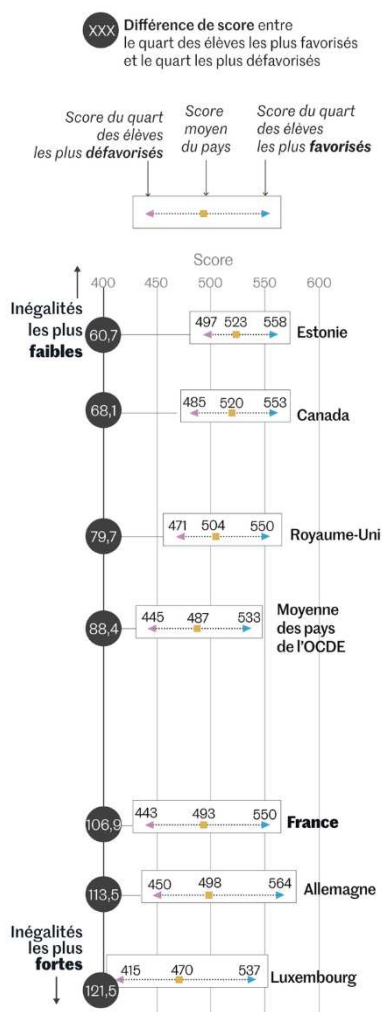 XXX
Différence de score entre
le quart des élèves les plus favorisés
et le quart les plus défavorisés
Score du quart
des élèves
les plus défavorisés
Score
moyen
du pays
Score du quart
des élèves
les plus favorisés
Score
400 450 500 550 600
Inégalités
les plus
faibles
60,7
497 523 558
Estonie
68,1
485 520 553
Canada
79,7
471 504 550
Royaume-Uni
88,4
445 487 533
Moyenne
des pays
de l'OCDE
106,9
443 493 550
France
113,5
450 498 564
Allemagne
Inégalités
les plus
fortes
121,5
415 470 537
Luxembourg